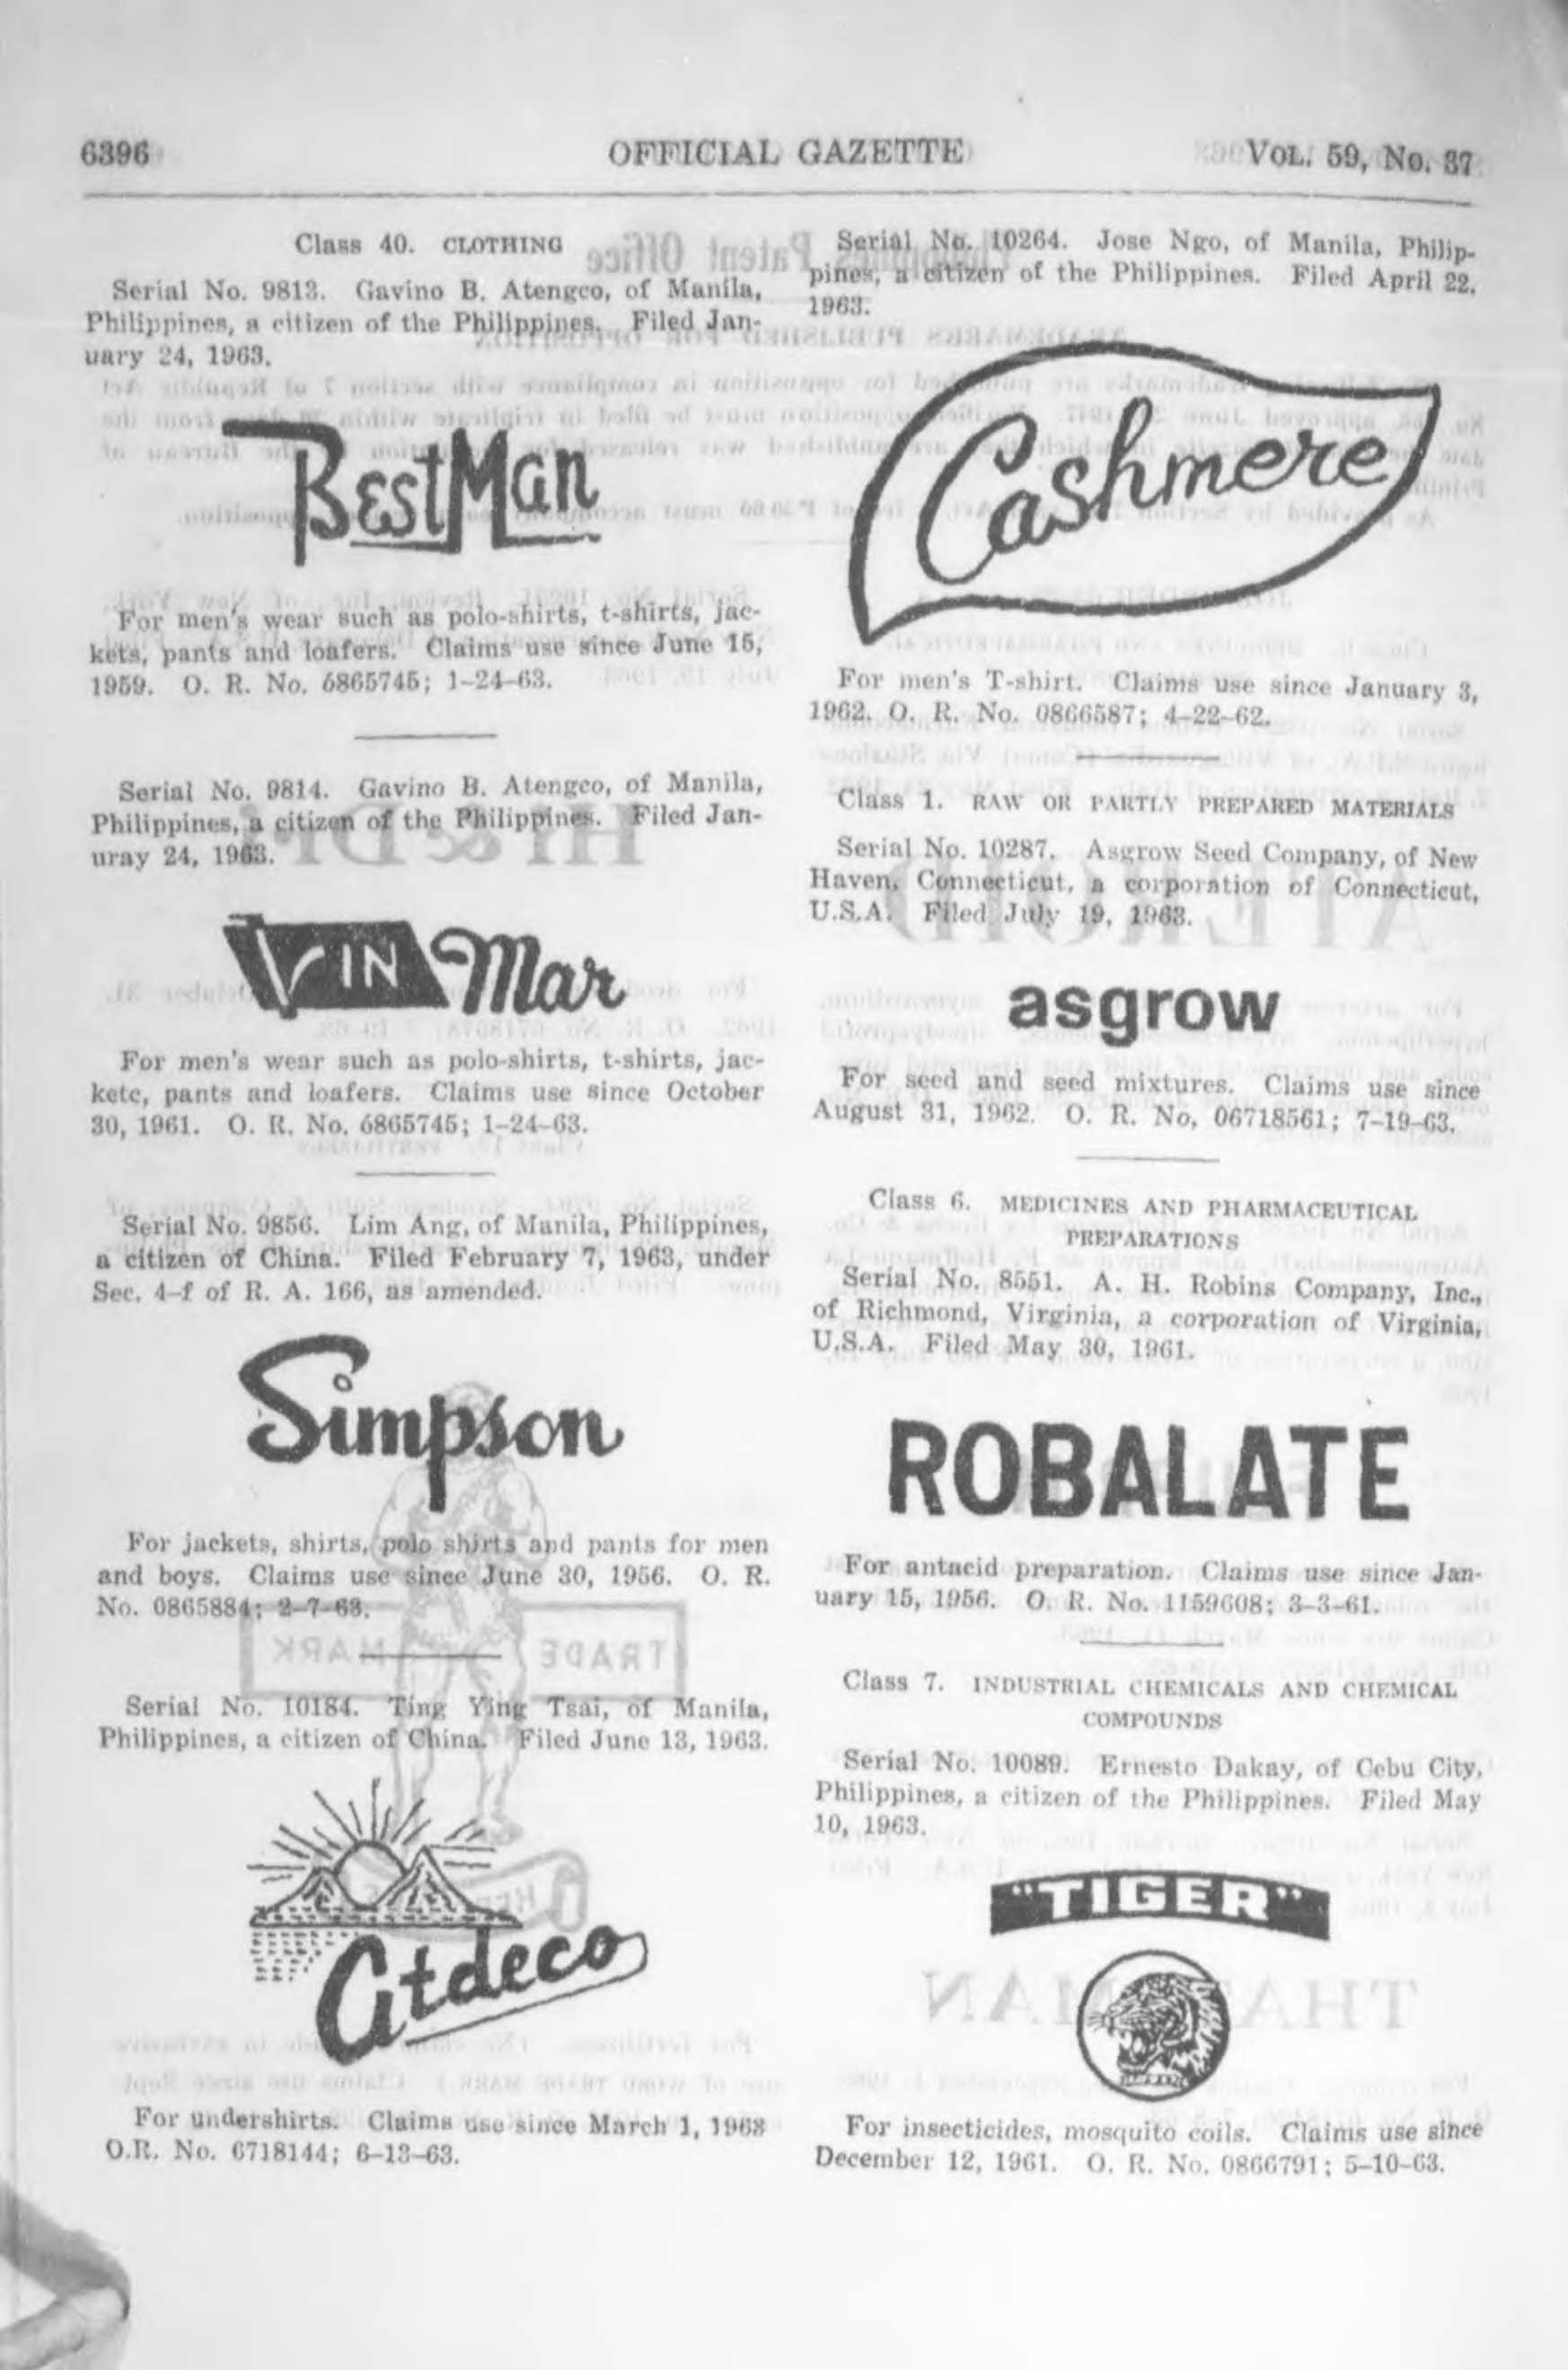 6396
OFFICIAL GAZETTE
VOL. 59, No. 37
Class 40. CLOTHING
Serial No. 9813. Gavino B. Atengco, of Manila,
Philippines, a citizen of the Philippines. Filed Jan-
uary 24, 1963.
BestMan
For men's wear such as polo-shirts, t-shirts, jac-
kets, pants and loafers. Claims use since June 15,
1959. O. R. No. 6865745; 1-24-63.
Serial No. 9814. Gavino B. Atengco, of Manila,
Philippines, a citizen of the Philippines. Filed Jan-
uray 24, 1963.
VIN Mar
For men's wear such as polo-shirts, t-shirts, jac-
kete, pants and loafers. Claims use since October
30, 1961. O. R. No. 6865745; 1-24-63.
Serial No. 9856. Lim Ang, of Manila, Philippines,
a citizen of China. Filed February 7, 1963, under
Sec. 4-f of R. A. 166, as amended.
Simpson
For jackets, shirts, polo shirts and pants for men
and boys. Claims use since June 30, 1956. O. R.
No. 0865884; 2-7-63.
Serial No. 10184. Ting Ying Tsai, of Manila,
Philippines, a citizen of China. Filed June 13, 1963.
Atdeco
For undershirts. Claims use since March 1, 1963
O.R. No. 6718144; 6-13-63.
Serial No. 10264. Jose Ngo, of Manila, Philip-
pines, a citizen of the Philippines. Filed April 22,
1963.
Cashmere
For men's T-shirt. Claims use since January 3,
1962. O. R. No. 0866587; 4-22-62.
Class 1. RAW OR PARTLY PREPARED MATERIALS
Serial No. 10287. Asgrow Seed Company, of New
Haven, Connecticut, a corporation of Connecticut,
U.S.A. Filed July 19, 1963.
asgrow
For seed and seed mixtures. Claims use since
August 31, 1962. O. R. No, 06718561; 7-19-63.
Class 6. MEDICINES AND PHARMACEUTICAL
PREPARATIONS
Serial No. 8551. A. H. Robins Company, Inc.,
of Richmond, Virginia, a corporation of Virginia,
U.S.A. Filed May 30, 1961.
ROBALATE
For antacid preparation. Claims use since Jan-
uary 15, 1956. O. R. No. 1159608; 3-3-61.
Class 7. INDUSTRIAL CHEMICALS AND CHEMICAL
COMPOUNDS
Serial No. 10089. Ernesto Dakay, of Cebu City,
Philippines, a citizen of the Philippines. Filed May
10, 1963.
"TIGER"
For insecticides, mosquito coils. Claims use since
December 12, 1961. O. R. No. 0866791; 5-10-63.